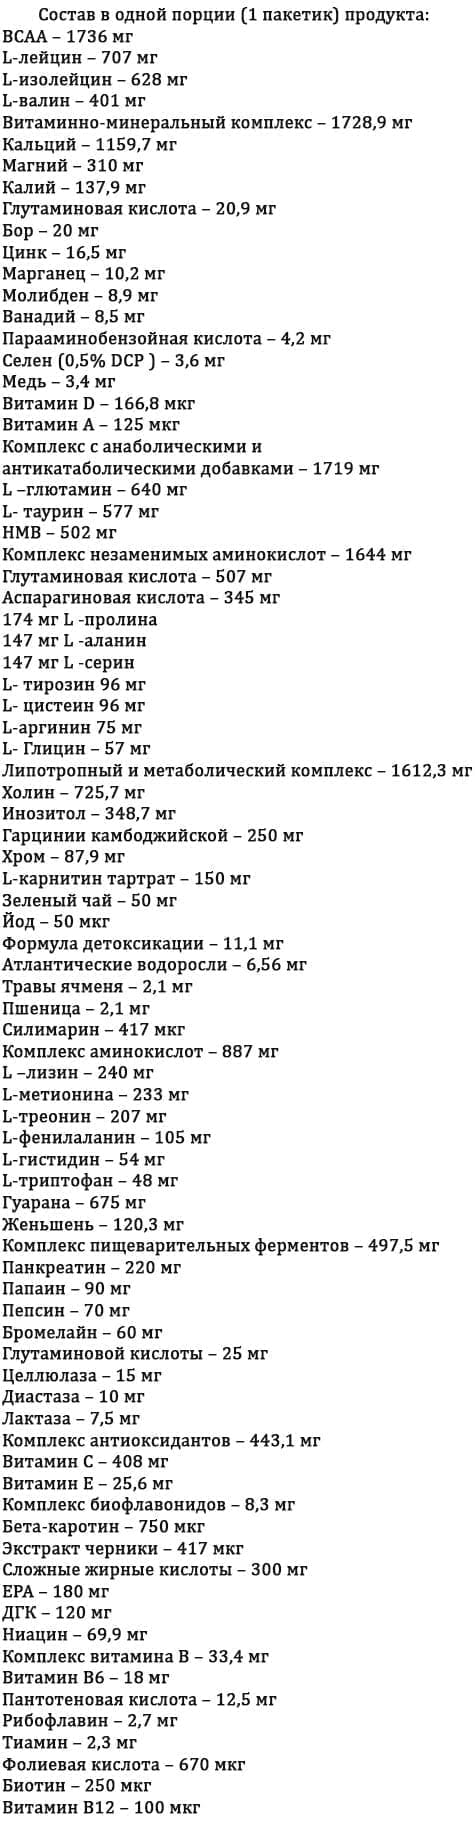 Состав в одной порции (1 пакетик) продукта:
BCAA – 1736 мг
L-лейцин – 707 мг
L-изолейцин – 628 мг
L-валин – 401 мг
Витаминно-минеральный комплекс – 1728,9 мг
Кальций – 1159,7 мг
Магний – 310 мг
Калий – 137,9 мг
Глутаминовая кислота – 20,9 мг
Бор – 20 мг
Цинк – 16,5 мг
Марганец – 10,2 мг
Молибден – 8,9 мг
Ванадий – 8,5 мг
Парааминобензойная кислота – 4,2 мг
Селен (0,5% DCP ) – 3,6 мг
Медь – 3,4 мг
Витамин D – 166,8 мкг
Витамин А – 125 мкг
Комплекс с анаболическими и
антикатаболическими добавками – 1719 мг
L –глютамин – 640 мг
L- таурин – 577 мг
HMB – 502 мг
Комплекс незаменимых аминокислот – 1644 мг
Глутаминовая кислота – 507 мг
Аспарагиновая кислота – 345 мг
174 мг L -пролина
147 мг L -аланин
147 мг L -серин
L- тирозин 96 мг
L- цистеин 96 мг
L-аргинин 75 мг
L- Глицин – 57 мг
Липотропный и метаболический комплекс – 1612,3 мг
Холин – 725,7 мг
Инозитол – 348,7 мг
Гарцинии камбоджийской – 250 мг
Хром – 87,9 мг
L-карнитин тартрат – 150 мг
Зеленый чай – 50 мг
Йод – 50 мкг
Формула детоксикации – 11,1 мг
Атлантические водоросли – 6,56 мг
Травы ячменя – 2,1 мг
Пшеница – 2,1 мг
Силимарин – 417 мкг
Комплекс аминокислот – 887 мг
L –лизин – 240 мг
L-метионина – 233 мг
L-треонин – 207 мг
L-фенилаланин – 105 мг
L-гистидин – 54 мг
L-триптофан – 48 мг
Гуарана – 675 мг
Женьшень – 120,3 мг
Комплекс пищеварительных ферментов – 497,5 мг
Панкреатин – 220 мг
Папаин – 90 мг
Пепсин – 70 мг
Бромелайн – 60 мг
Глутаминовой кислоты – 25 мг
Целлюлаза – 15 мг
Диастаза – 10 мг
Лактаза – 7,5 мг
Комплекс антиоксидантов – 443,1 мг
Витамин С – 408 мг
Витамин Е – 25,6 мг
Комплекс биофлавонидов – 8,3 мг
Бета-каротин – 750 мкг
Экстракт черники – 417 мкг
Сложные жирные кислоты – 300 мг
EPA – 180 мг
ДГК – 120 мг
Ниацин – 69,9 мг
Комплекс витамина В – 33,4 мг
Витамин В6 – 18 мг
Пантотеновая кислота – 12,5 мг
Рибофлавин – 2,7 мг
Тиамин – 2,3 мг
Фолиевая кислота – 670 мкг
Биотин – 250 мкг
Витамин В12 – 100 мкг